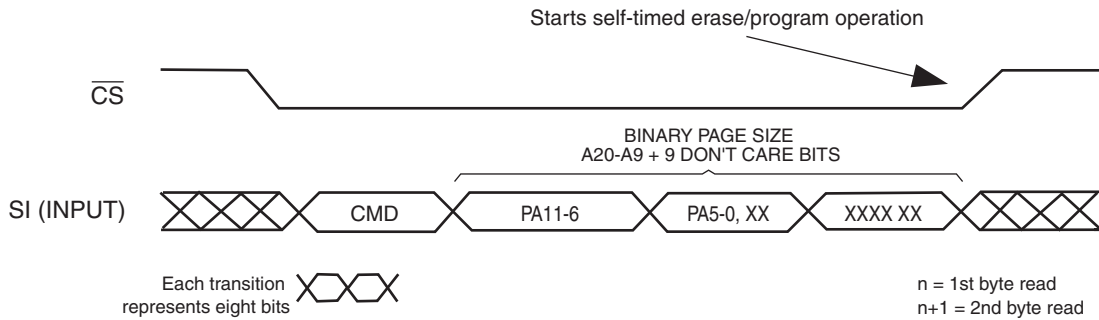 Starts self-timed erase/program operation
CS
BINARY PAGE SIZE
A20-A9 + 9 DON'T CARE BITS
SI (INPUT)
CMD
PA11-6
PA5-0, XX
XXXX XX
Each transition
represents eight bits
n = 1st byte read
n+1 = 2nd byte read